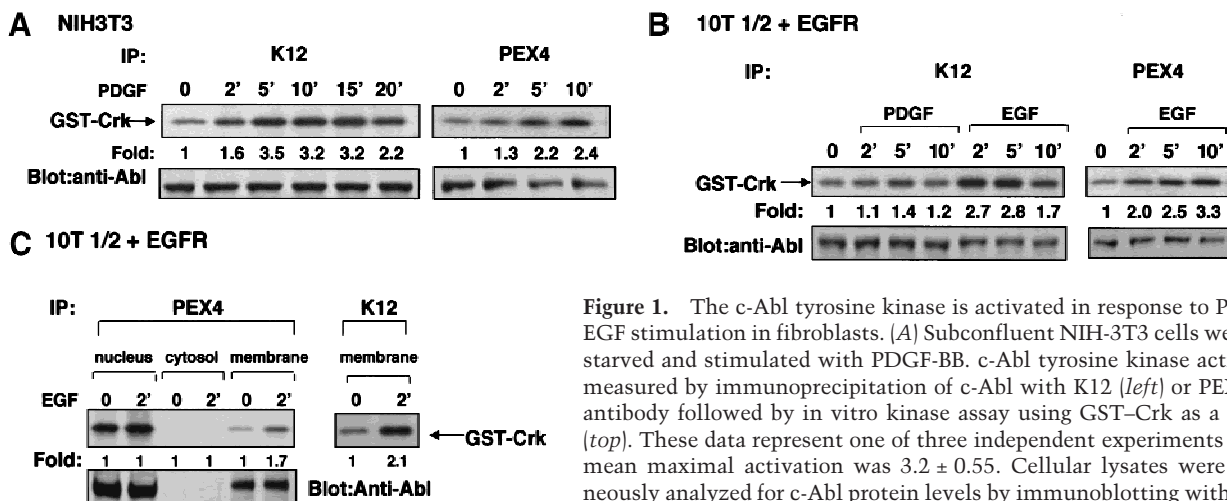 A NIH3T3
IP: K12 PEX4
PDGF 0 2' 5' 10' 15' 20' 0 2' 5' 10'
GST-Crk
Fold: 1 1.6 3.5 3.2 3.2 2.2 1 1.3 2.2 2.4
Blot:anti-Abl
B 10T 1/2 + EGFR
IP: K12 PEX4
PDGF EGF EGF
0 2' 5' 10' 2' 5' 10' 0 2' 5' 10'
GST-Crk
Fold: 1 1.1 1.4 1.2 2.7 2.8 1.7 1 2.0 2.5 3.3
Blot:anti-Abl
C 10T 1/2 + EGFR
IP: PEX4 K12
nucleus cytosol membrane membrane
EGF 0 2' 0 2' 0 2' 0 2'
GST-Crk
Fold: 1 1 1 1 1 1.7 1 2.1
Blot:Anti-Abl
Figure 1. The c-Abl tyrosine kinase is activated in response to P
EGF stimulation in fibroblasts. (A) Subconfluent NIH-3T3 cells we
starved and stimulated with PDGF-BB. c-Abl tyrosine kinase acti
measured by immunoprecipitation of c-Abl with K12 (left) or PEX
antibody followed by in vitro kinase assay using GST–Crk as a
(top). These data represent one of three independent experiments
mean maximal activation was 3.2 ± 0.55. Cellular lysates were
neously analyzed for c-Abl protein levels by immunoblotting with